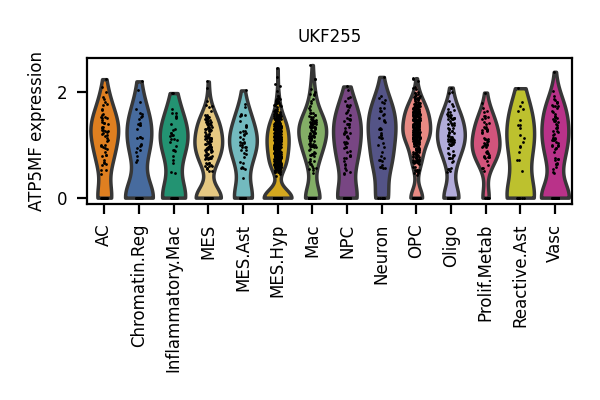 UKF255
ATP5MF expression
2
0
AC
Chromatin.Reg
Inflammatory.Mac
MES
MES.Ast
MES.Hyp
Mac
NPC
Neuron
OPC
Oligo
Prolif.Metab
Reactive.Ast
Vasc